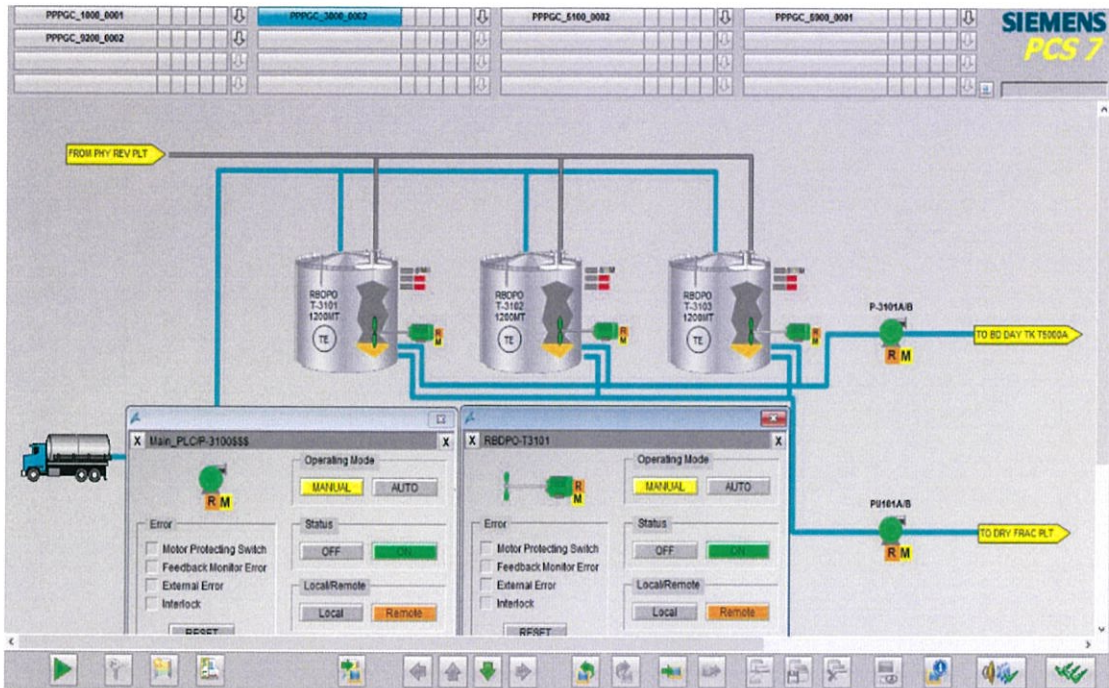 PPPGC_1000_0001
PPPGC_3000_0002
PPPGC_5100_0002
PPPGC_5900_0001
PPPGC_9200_0002
SIEMENS
PCS 7
FROM PHY REV PLT
RBDPO
T-3101
1200MT
TE
RBDPO
T-3102
1200MT
TE
RBDPO
T-3103
1200MT
TE
R
M
R
M
R
M
P-3101A/B
R M
TO BD DAY TK T5000A
PU101A/B
R M
TO DRY FRAC PLT
X Main_PLC/P-3100$$$ X
R M
Operating Mode
MANUAL AUTO
Error
Motor Protecting Switch
Feedback Monitor Error
External Error
Interlock
RESET
Status
OFF ON
Local/Remote
Local Remote
X RBDPO-T3101 X
R
M
Operating Mode
MANUAL AUTO
Error
Motor Protecting Switch
Feedback Monitor Error
External Error
Interlock
RESET
Status
OFF ON
Local/Remote
Local Remote